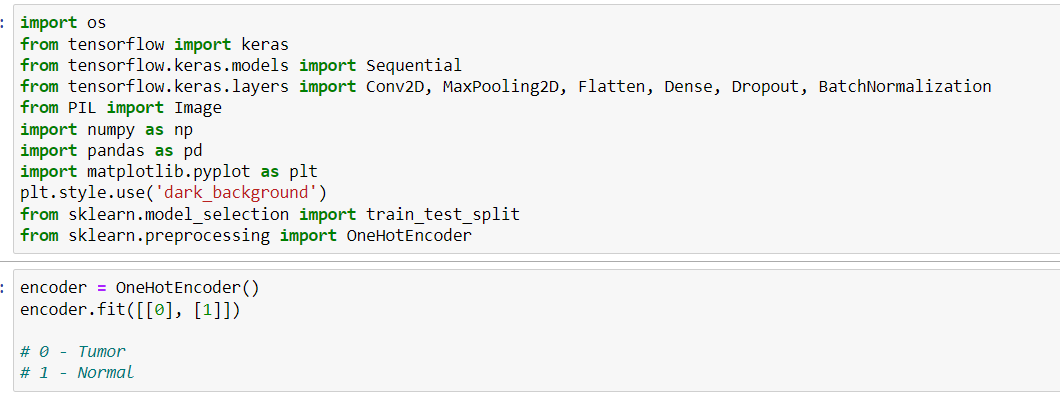 : import os
from tensorflow import keras
from tensorflow.keras.models import Sequential
from tensorflow.keras.layers import Conv2D, MaxPooling2D, Flatten, Dense, Dropout, BatchNormalization
from PIL import Image
import numpy as np
import pandas as pd
import matplotlib.pyplot as plt
plt.style.use('dark_background')
from sklearn.model_selection import train_test_split
from sklearn.preprocessing import OneHotEncoder
: encoder = OneHotEncoder()
encoder.fit([[0], [1]])
# 0 - Tumor
# 1 - Normal